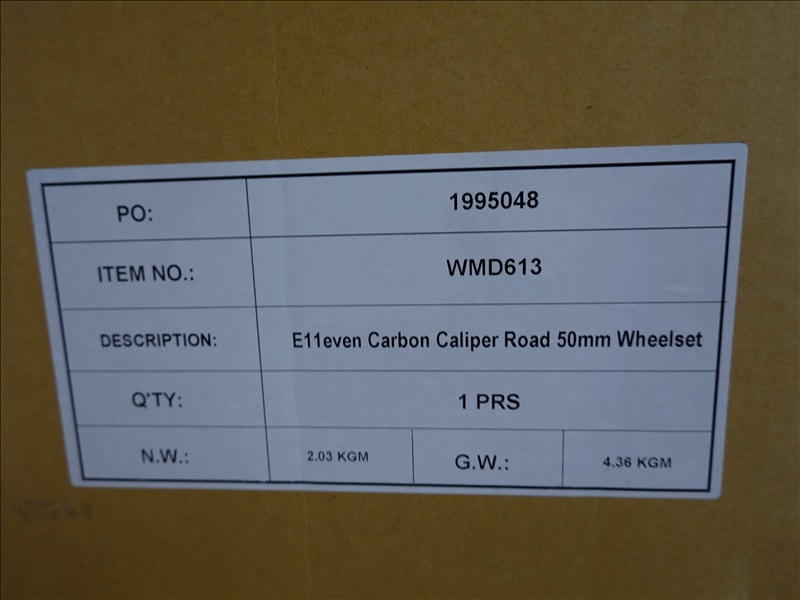 PO: 1995048
ITEM NO.: WMD613
DESCRIPTION: E11even Carbon Caliper Road 50mm Wheelset
Q'TY: 1 PRS
N.W.: 2.03 KGM G.W.: 4.36 KGM